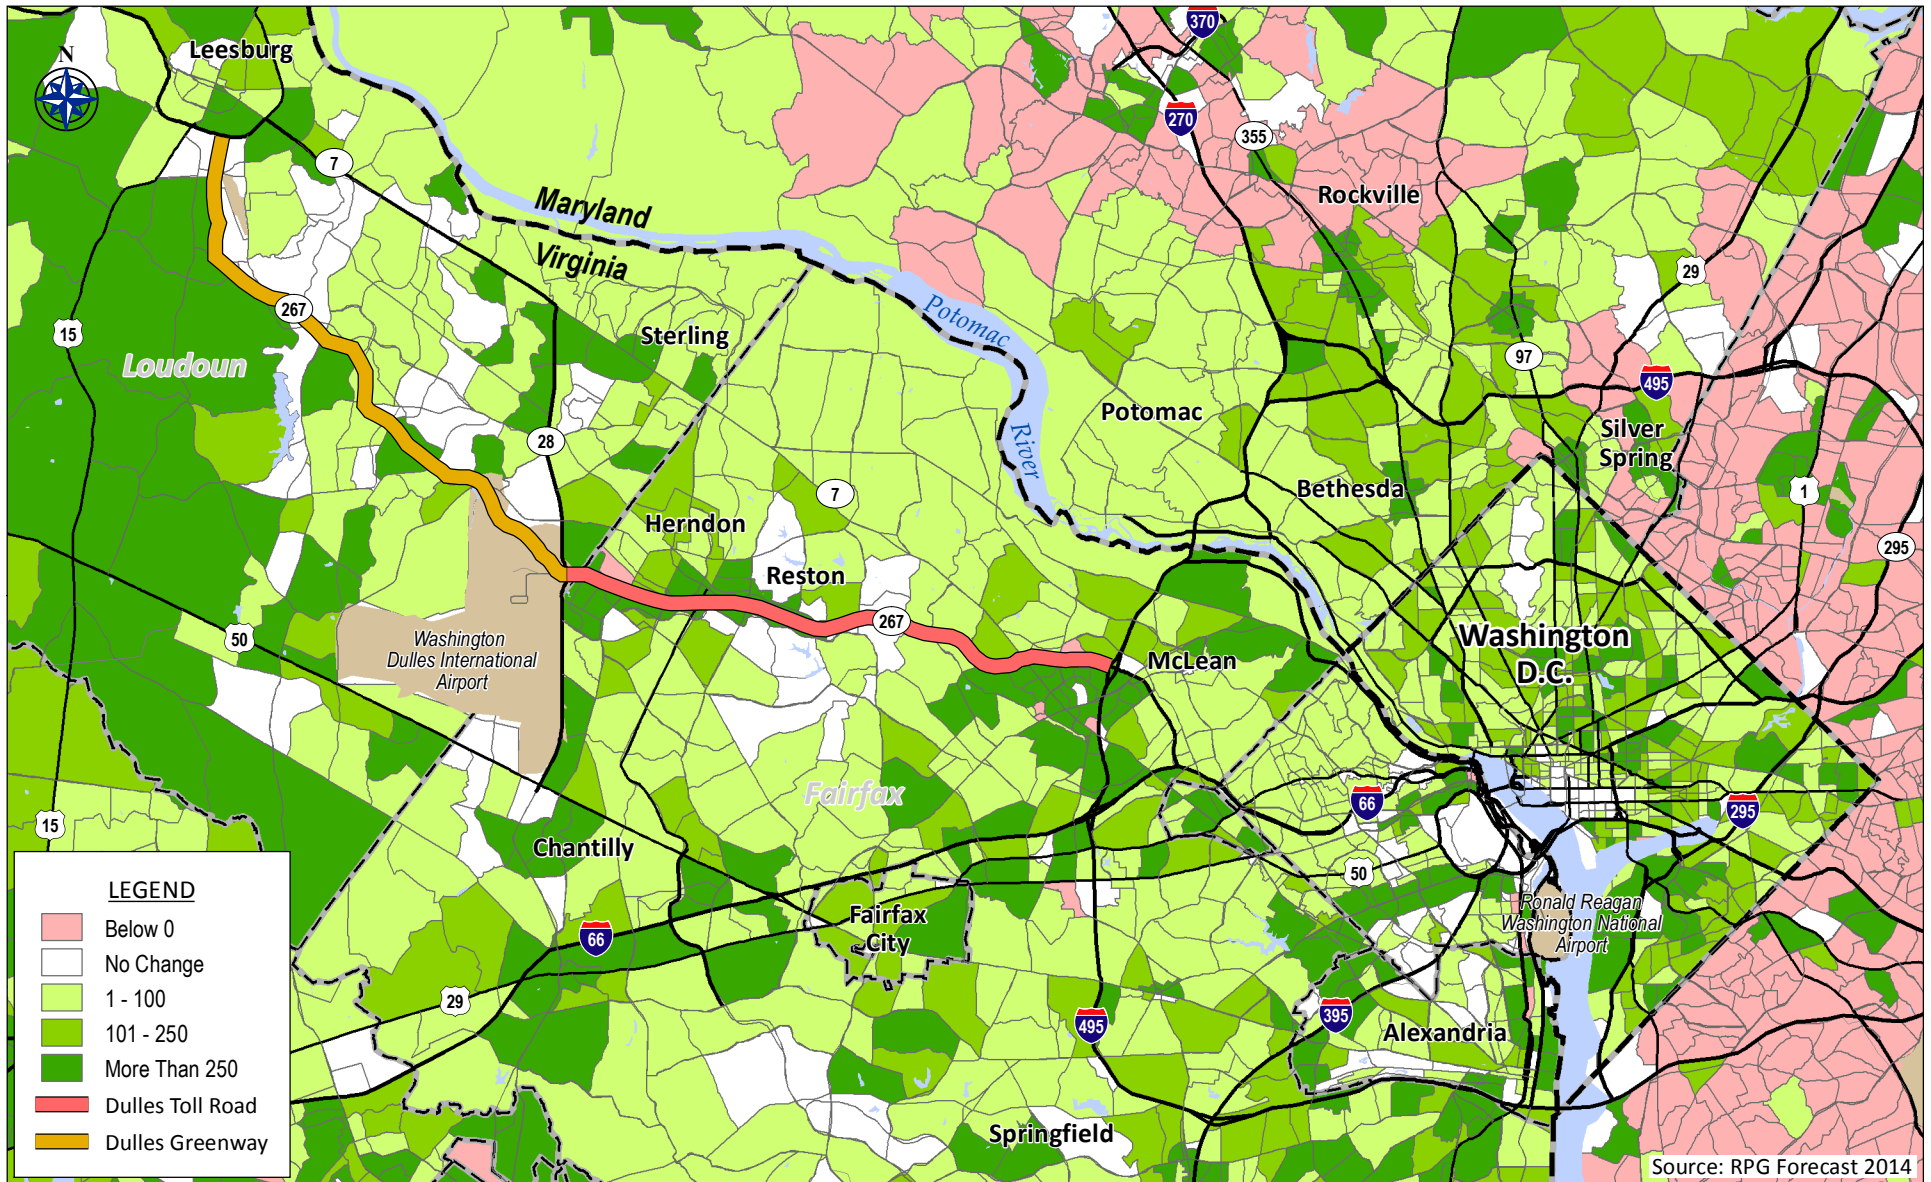 370
Leesburg
N
270
355
7
Rockville
Maryland
Virginia
29
267
Potomac
15
Sterling
97
Loudoun
495
Potomac
Silver
Spring
28
River
Bethesda
7
1
Herndon
295
Reston
267
50
Washington
Dulles International
Airport
McLean
Washington
D.C.
Fairfax
66
295
15
Chantilly
50
Fairfax
City
66
Ronald Reagan
Washington National
Airport
29
495
395
Alexandria
Springfield
LEGEND
Below 0
No Change
1 - 100
101 - 250
More Than 250
Dulles Toll Road
Dulles Greenway
Source: RPG Forecast 2014